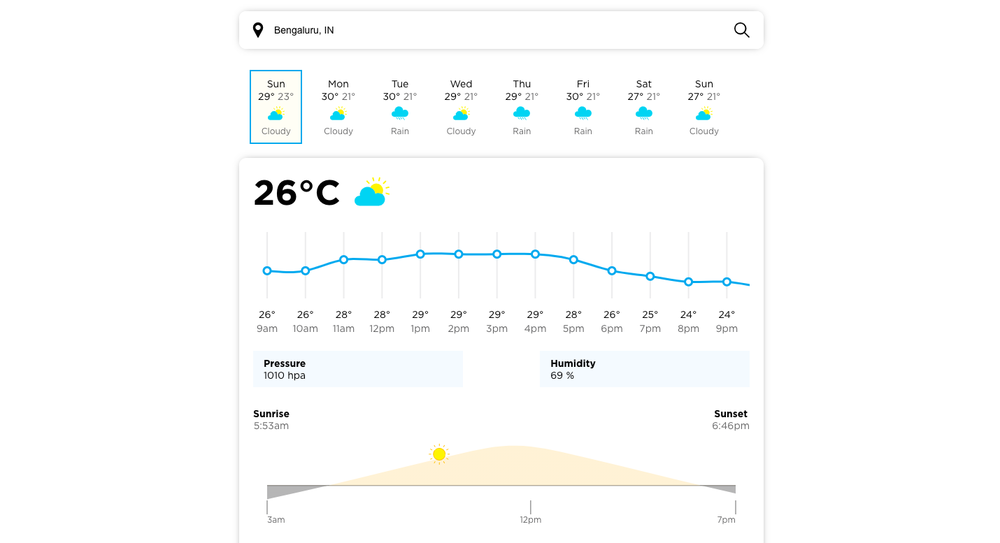 Bengaluru, IN
Sun Mon Tue Wed Thu Fri Sat Sun
29° 23° 30° 21° 30° 21° 29° 21° 29° 21° 30° 21° 27° 21° 27° 21°
Cloudy Cloudy Rain Cloudy Rain Rain Rain Cloudy
26°C
26° 26° 28° 28° 29° 29° 29° 29° 28° 26° 25° 24° 24°
9am 10am 11am 12pm 1pm 2pm 3pm 4pm 5pm 6pm 7pm 8pm 9pm
Pressure Humidity
1010 hpa 69 %
Sunrise Sunset
5:53am 6:46pm
3am 12pm 7pm